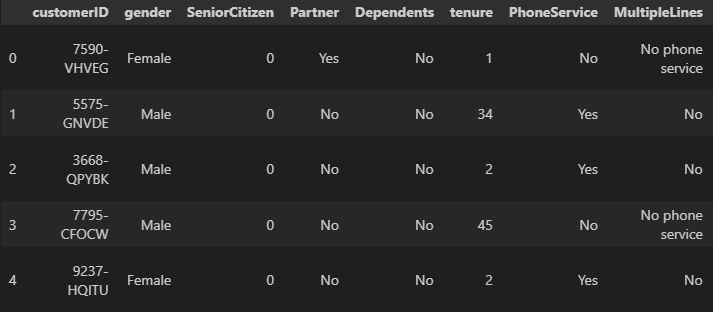 customerID gender SeniorCitizen Partner Dependents tenure PhoneService MultipleLines
0 7590-VHVEG Female 0 Yes No 1 No No phone service
1 5575-GNVDE Male 0 No No 34 Yes No
2 3668-QPYBK Male 0 No No 2 Yes No
3 7795-CFOCW Male 0 No No 45 No No phone service
4 9237-HQITU Female 0 No No 2 Yes No